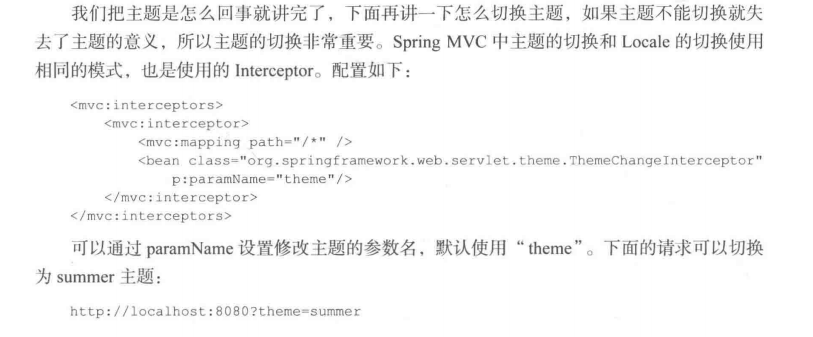 我们把主题是怎么回事就讲完了，下面再讲一下怎么切换主题，如果主题不能切换就失
去了主题的意义，所以主题的切换非常重要。Spring MVC 中主题的切换和 Locale 的切换使用
相同的模式，也是使用的 Interceptor。配置如下：
<mvc:interceptors>
    <mvc:interceptor>
        <mvc:mapping path="/*" />
        <bean class="org.springframework.web.servlet.theme.ThemeChangeInterceptor"
            p:paramName="theme"/>
    </mvc:interceptor>
</mvc:interceptors>
可以通过 paramName 设置修改主题的参数名，默认使用 “theme”。下面的请求可以切换
为 summer 主题：
http://localhost:8080?theme=summer